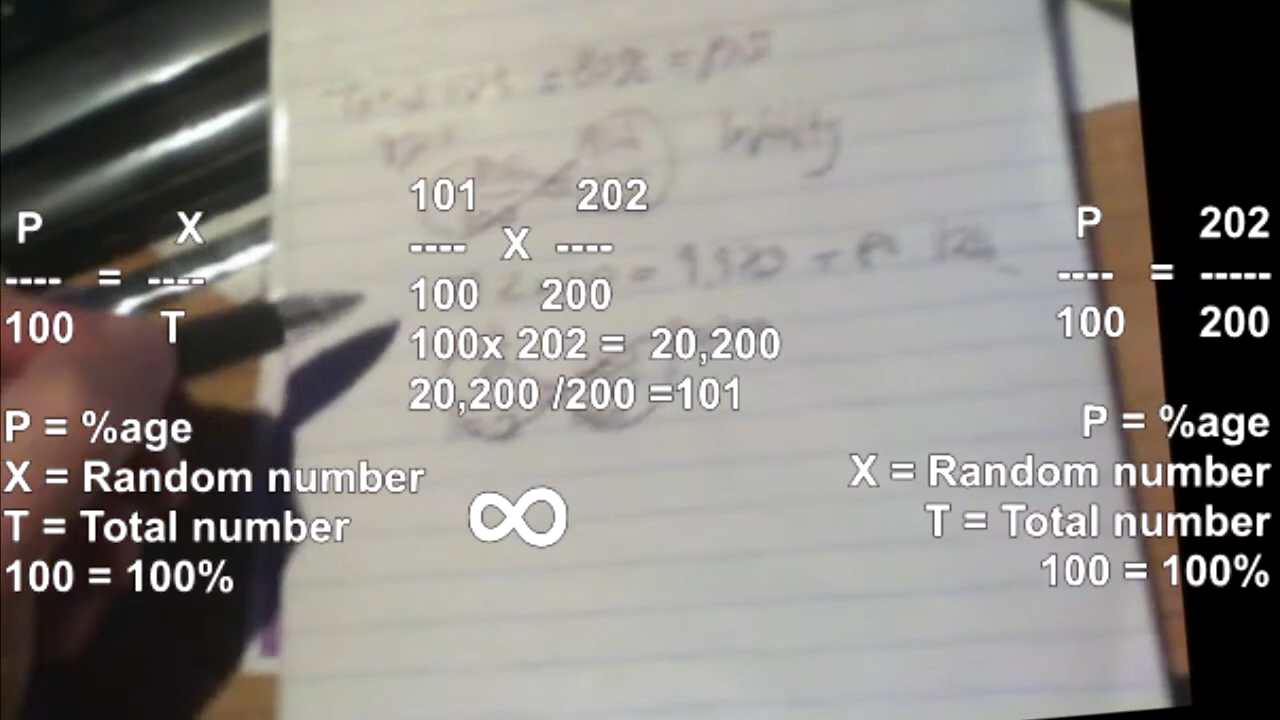 P X
---- = ----
100 T
P = %age
X = Random number
T = Total number
100 = 100%
101 202
---- X ----
100 200
100x 202 = 20,200
20,200 /200 =101
∞
P 202
---- = -----
100 200
P = %age
X = Random number
T = Total number
100 = 100%